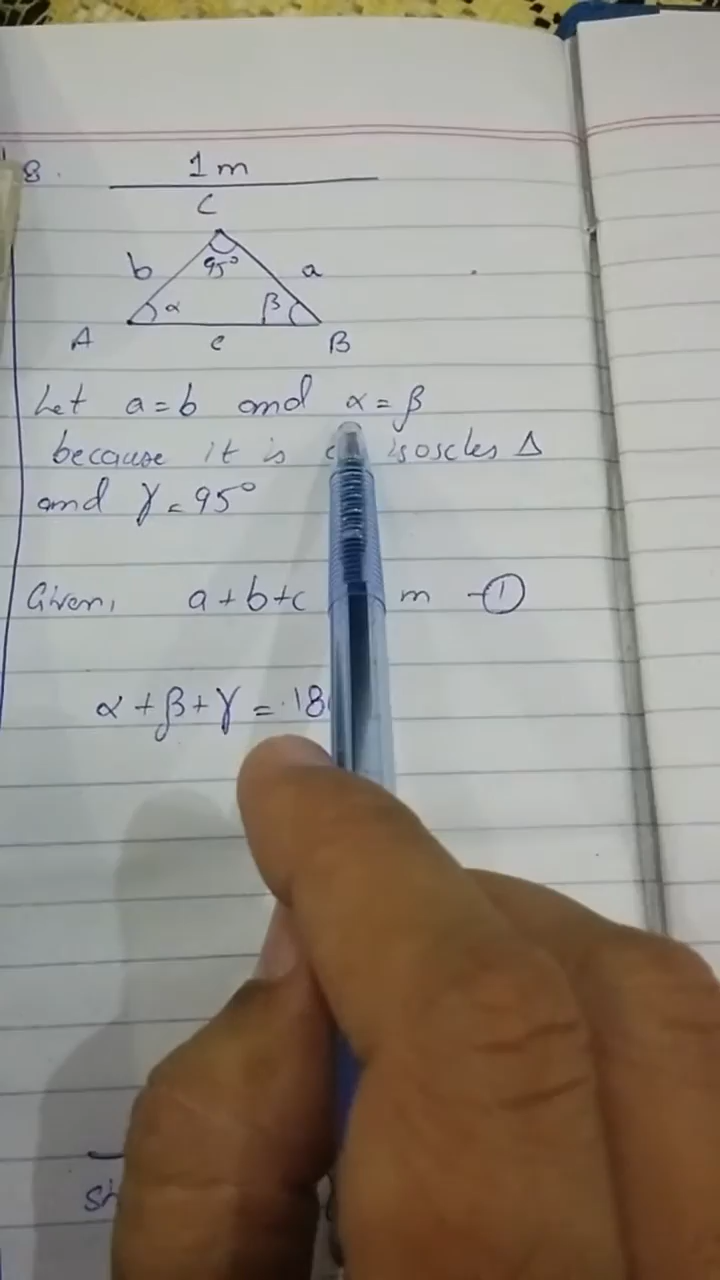 8.
1 m
C
95°
b a
α β
A c B
Let a=b and α=β
because it is isoscles Δ
and γ=95°
Given, a+b+c m -①
α+β+γ=18